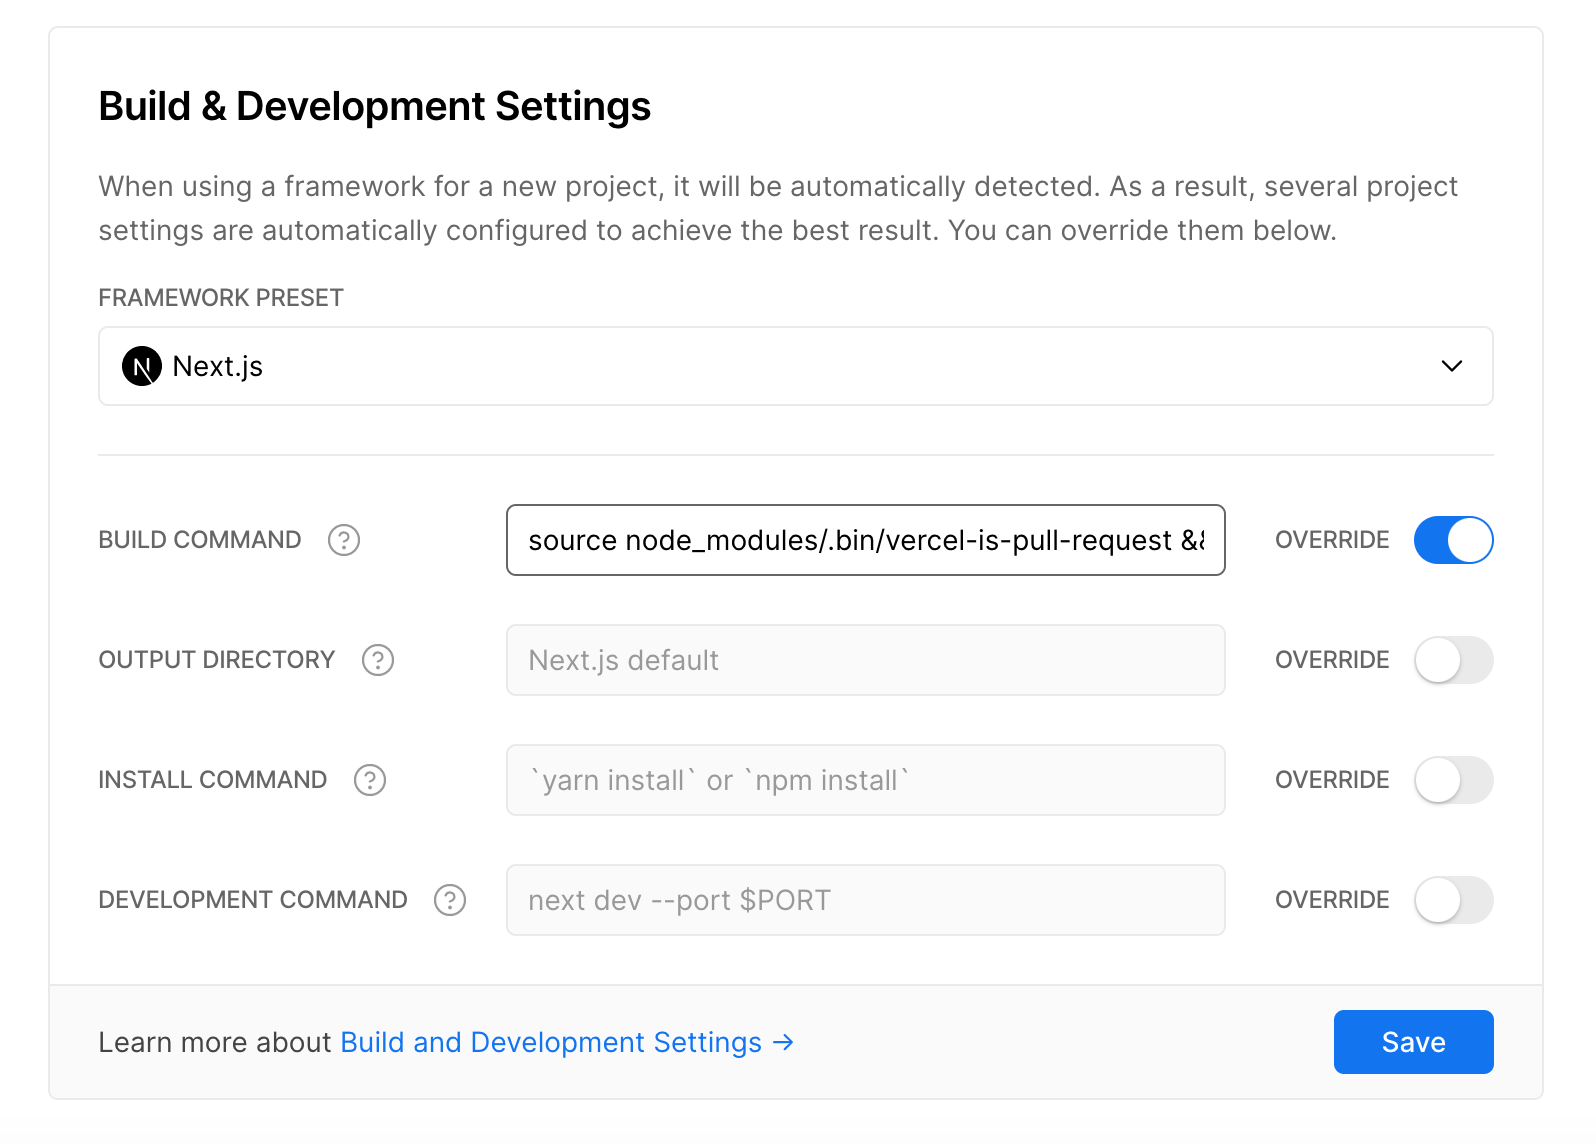 Build & Development Settings
When using a framework for a new project, it will be automatically detected. As a result, several project
settings are automatically configured to achieve the best result. You can override them below.
FRAMEWORK PRESET
N Next.js
BUILD COMMAND ? source node_modules/.bin/vercel-is-pull-request && OVERRIDE
OUTPUT DIRECTORY ? Next.js default OVERRIDE
INSTALL COMMAND ? `yarn install` or `npm install` OVERRIDE
DEVELOPMENT COMMAND ? next dev --port $PORT OVERRIDE
Learn more about Build and Development Settings → Save